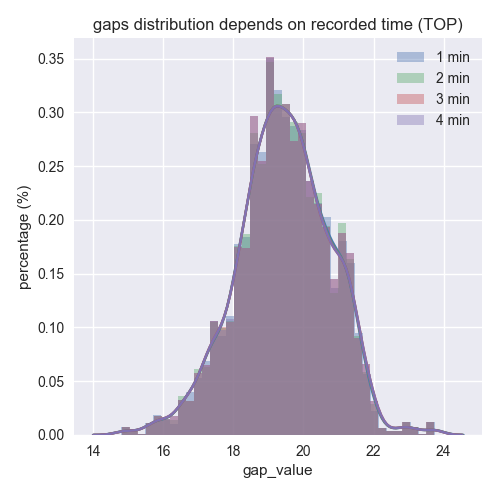 gaps distribution depends on recorded time (TOP)
1 min
2 min
3 min
4 min
percentage (%)
0.35
0.30
0.25
0.20
0.15
0.10
0.05
0.00
14 16 18 20 22 24
gap_value